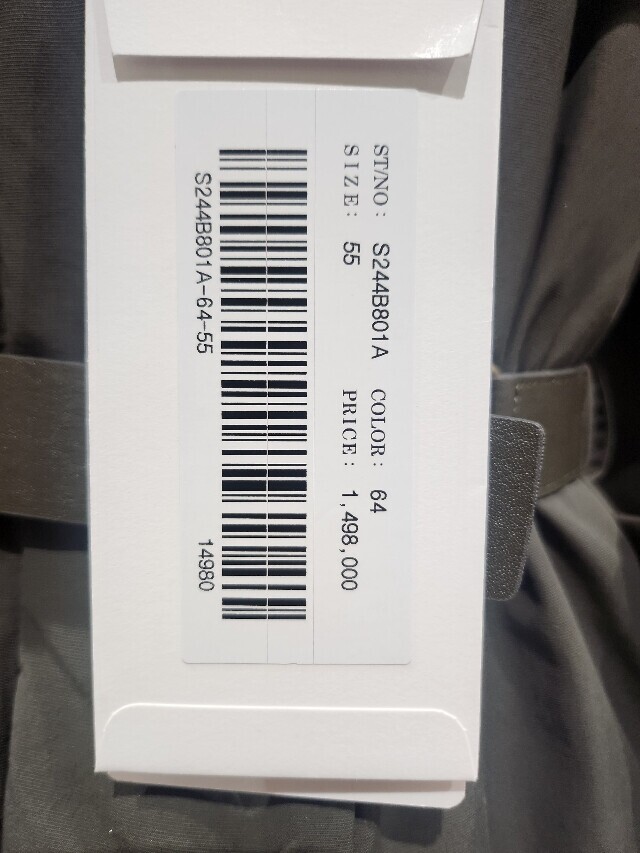 ST/NO: S244B801A COLOR: 64
SIZE: 55 PRICE: 1,498,000
S244B801A-64-55 14980